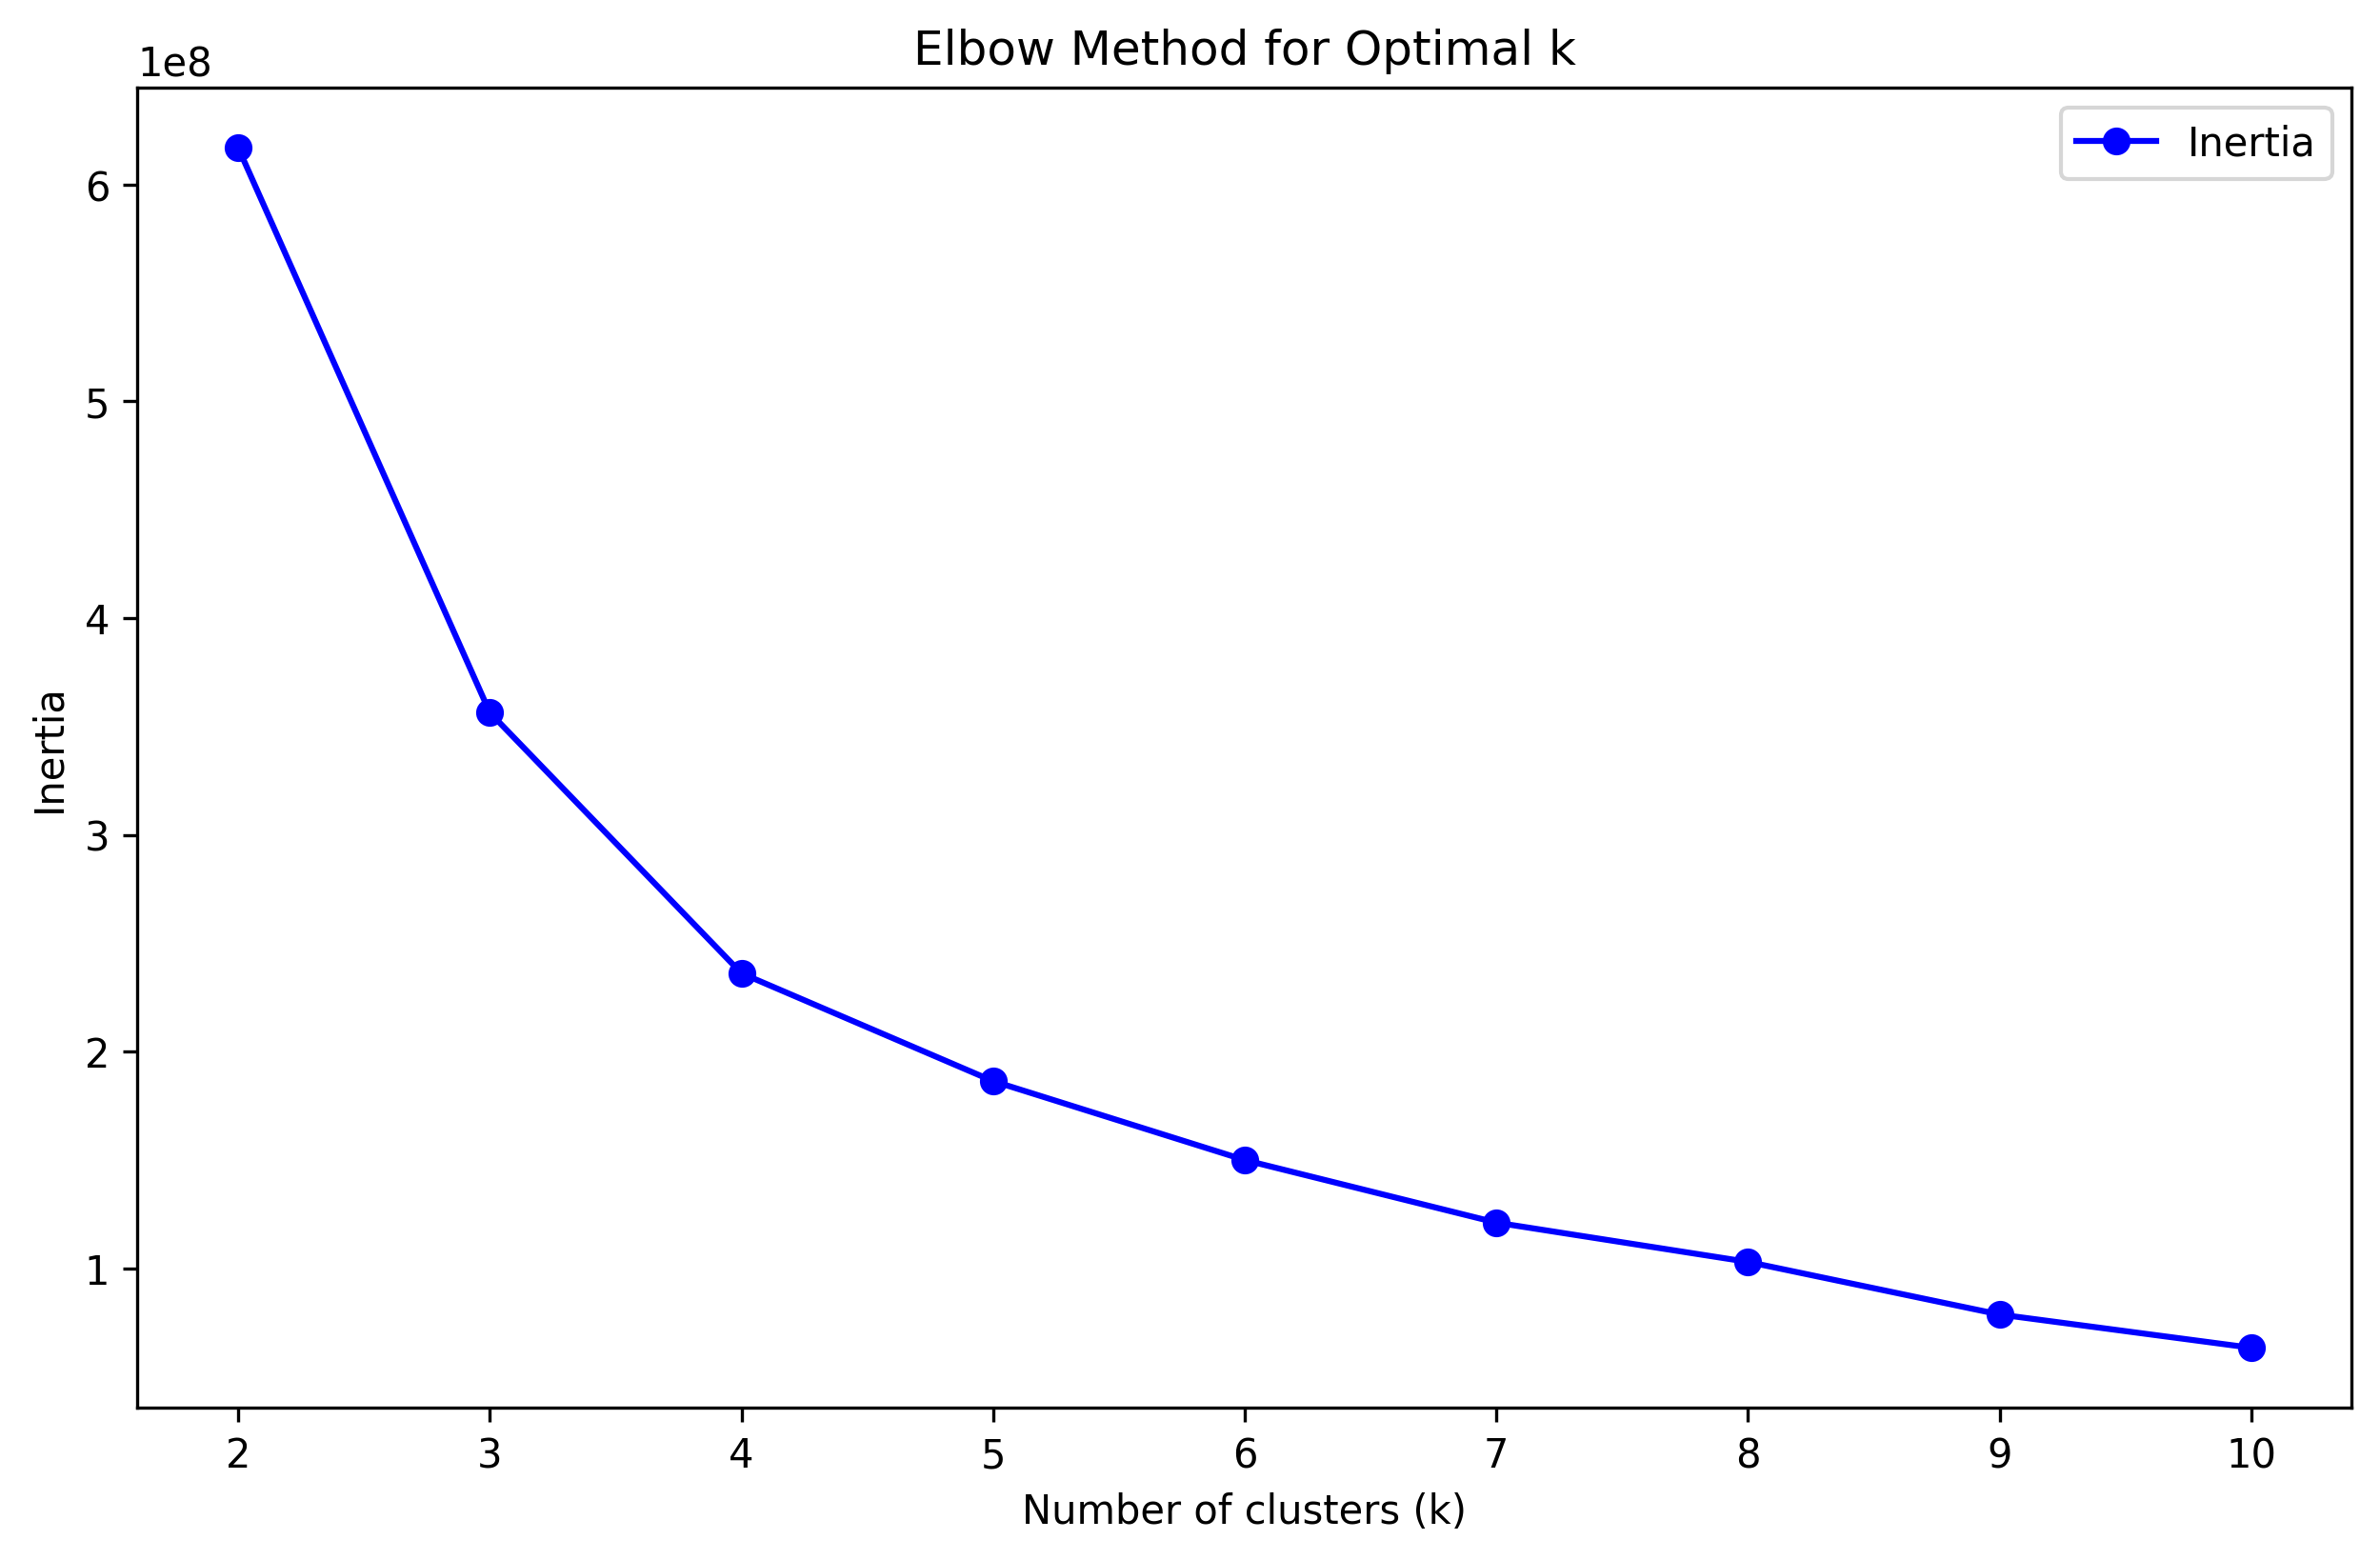 Elbow Method for Optimal k
1e8
Inertia
6
5
4
3
2
1
Inertia
2 3 4 5 6 7 8 9 10
Number of clusters (k)